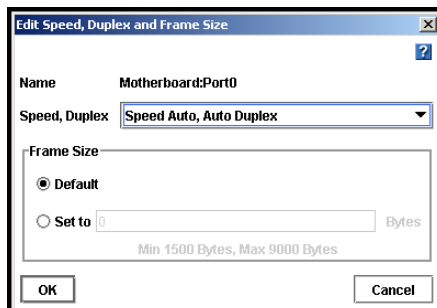 Edit Speed, Duplex and Frame Size
?
Name Motherboard:Port0
Speed, Duplex Speed Auto, Auto Duplex
Frame Size
Default
Set to 0 Bytes
Min 1500 Bytes, Max 9000 Bytes
OK Cancel